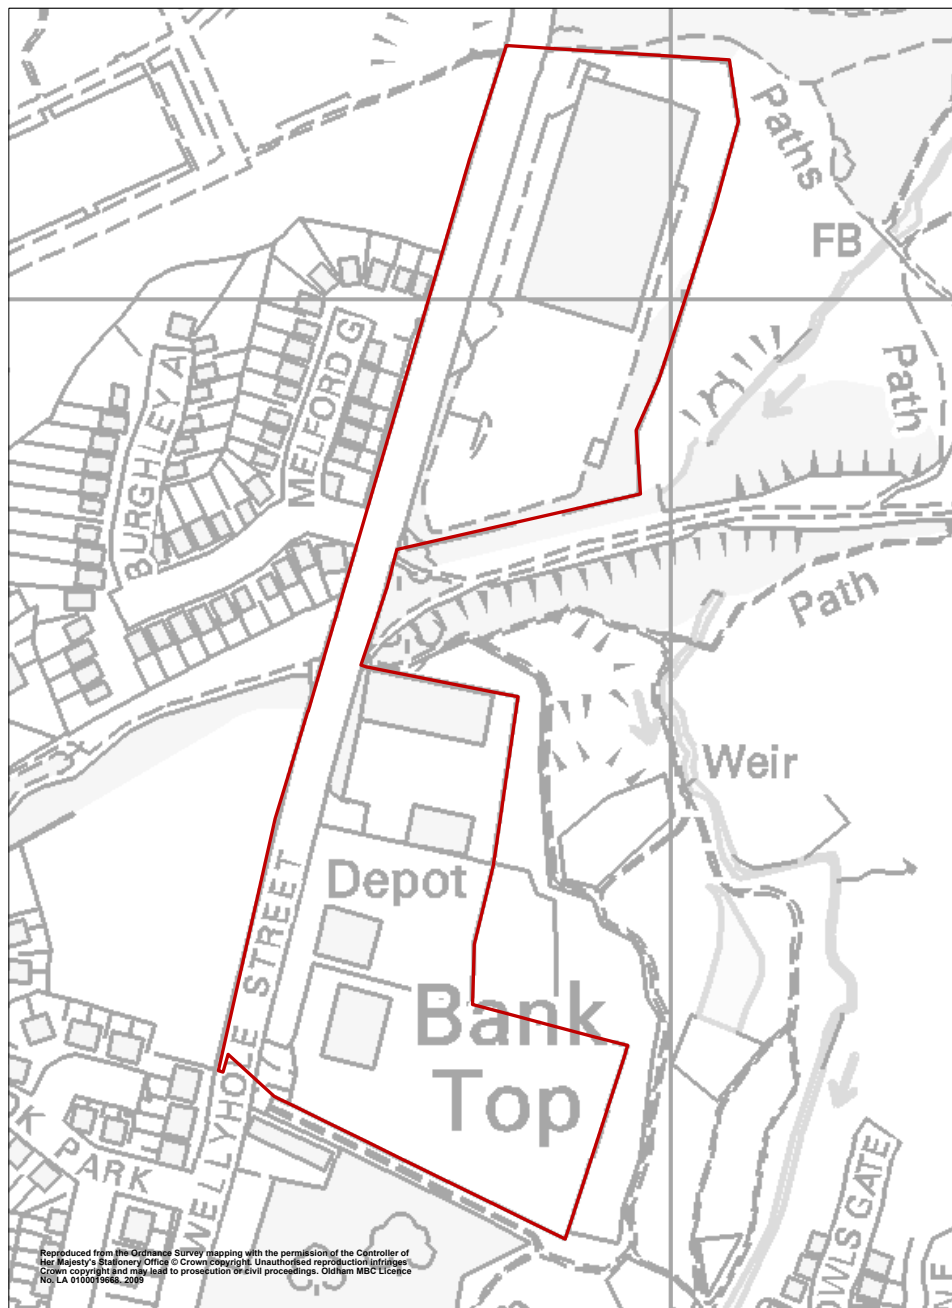 Paths
FB
MELFORD G
BURGHLEY A
Path
Path
Weir
Depot
STREET
Bank
Top
WELLYHOLE
PARK
OWLS GATE
Reproduced from the Ordnance Survey mapping with the permission of the Controller of
Her Majesty's Stationery Office © Crown copyright. Unauthorised reproduction infringes
Crown copyright and may lead to prosecution or civil proceedings. Oldham MBC Licence
No. LA 0100019668. 2009